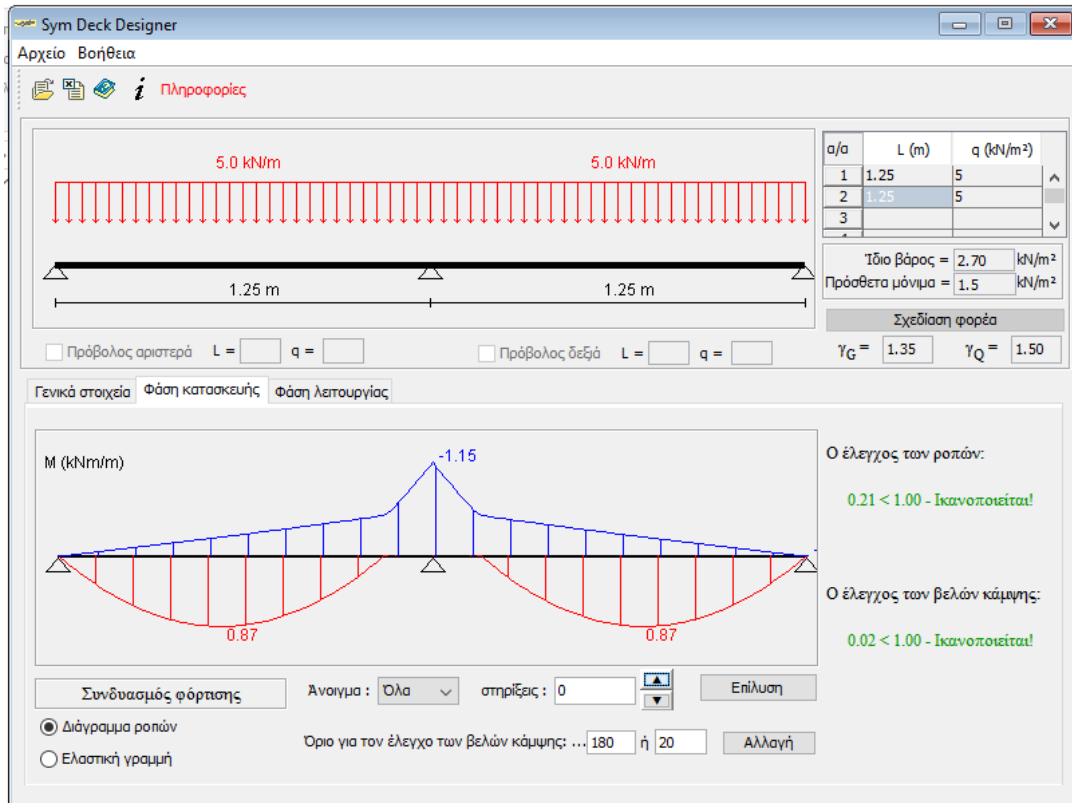 Sym Deck Designer
Αρχείο Βοήθεια
i Πληροφορίες
5.0 kN/m 5.0 kN/m
1.25 m 1.25 m
α/α L (m) q (kN/m²)
1 1.25 5
2 1.25 5
3
Ίδιο βάρος = 2.70 kN/m²
Πρόσθετα μόνιμα = 1.5 kN/m²
Σχεδίαση φορέα
Πρόβολος αριστερά L = q = Πρόβολος δεξιά L = q = γG = 1.35 γQ = 1.50
Γενικά στοιχεία Φάση κατασκευής Φάση λειτουργίας
M (kNm/m)
-1.15
0.87 0.87
Ο έλεγχος των ροπών:
0.21 < 1.00 - Ικανοποιείται!
Ο έλεγχος των βελών κάμψης:
0.02 < 1.00 - Ικανοποιείται!
Συνδυασμός φόρτισης Άνοιγμα : Όλα στηρίξεις : 0 Επίλυση
Διάγραμμα ροπών
Ελαστική γραμμή
Όριο για τον έλεγχο των βελών κάμψης: ... 180 ή 20 Αλλαγή